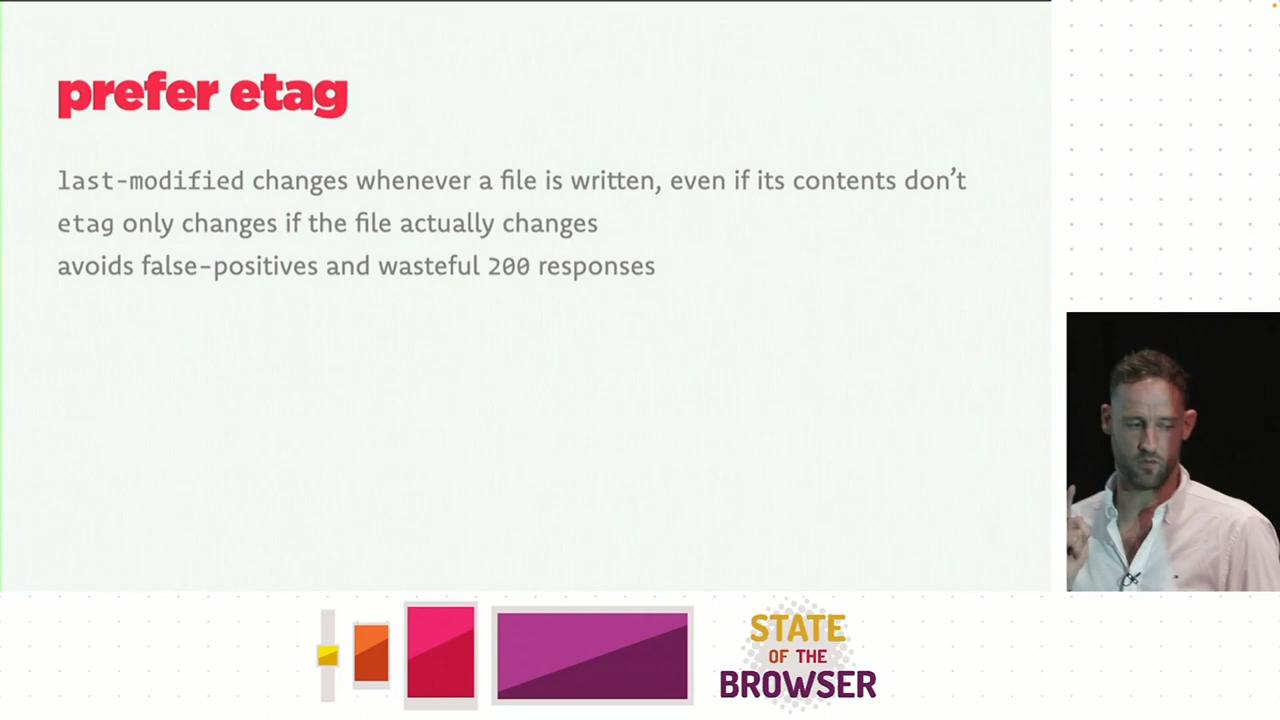 prefer etag
last-modified changes whenever a file is written, even if its contents don’t
etag only changes if the file actually changes
avoids false-positives and wasteful 200 responses
STATE
OF THE
BROWSER